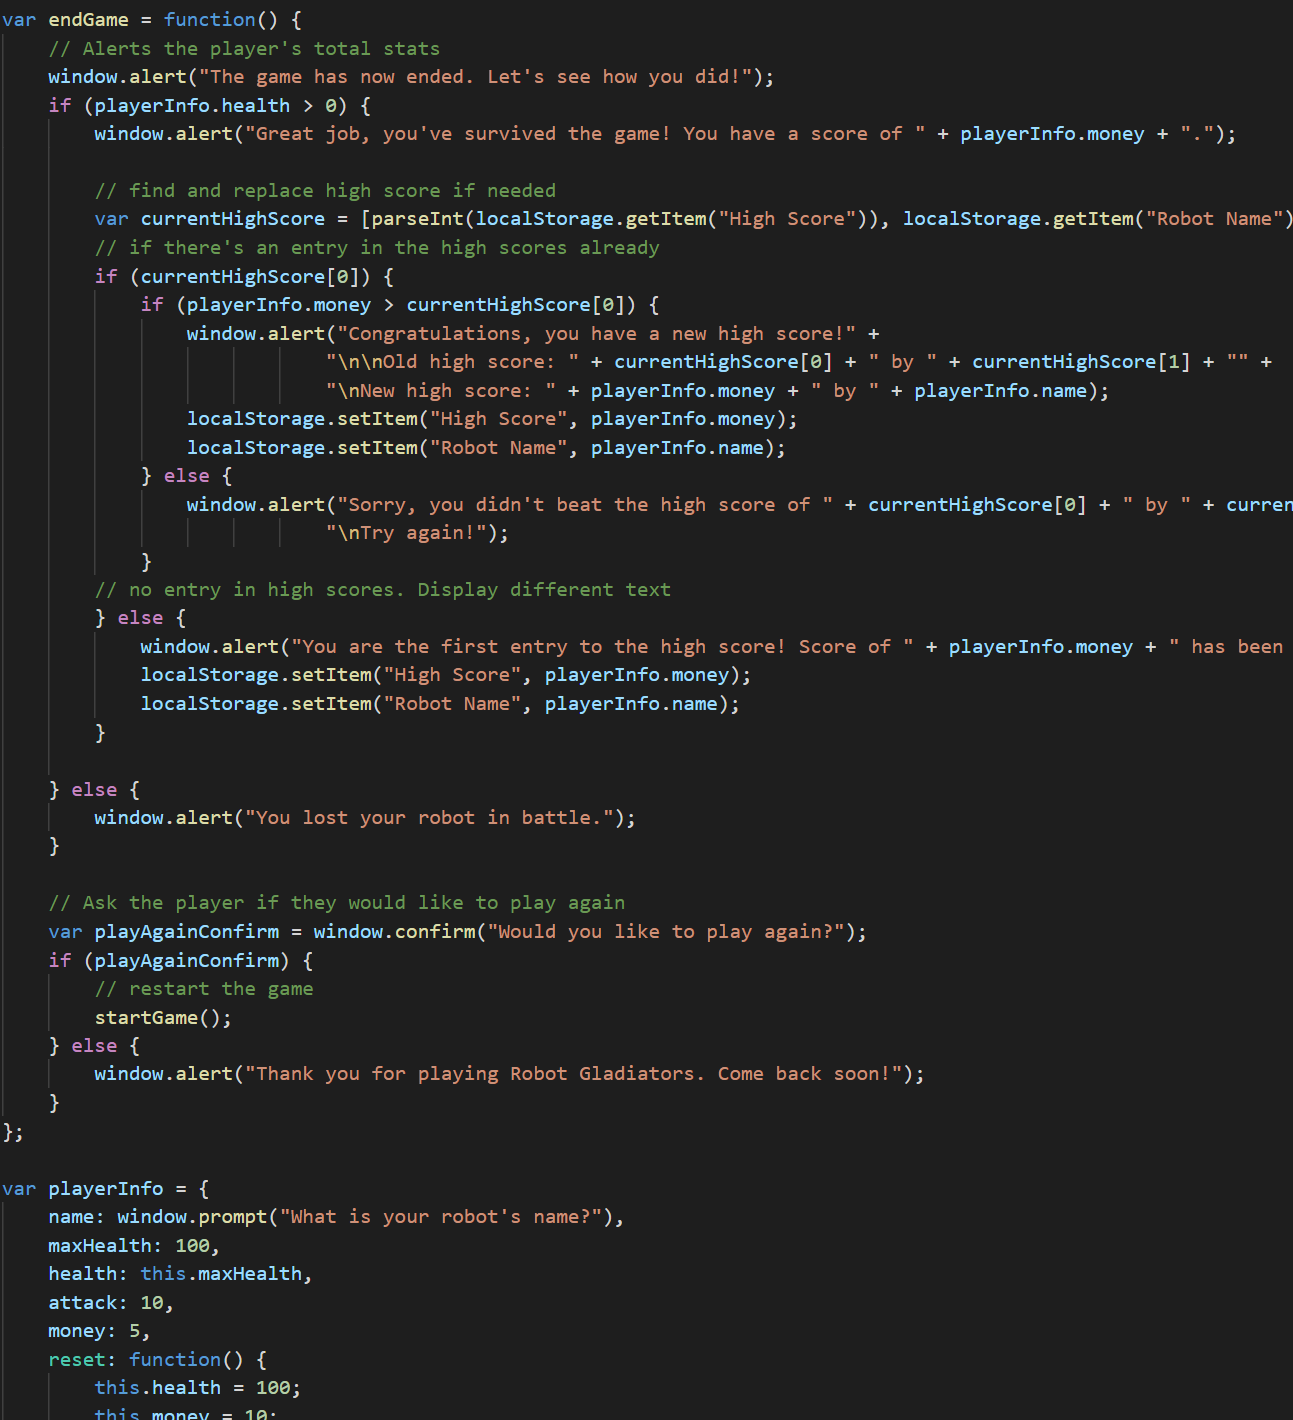 var endGame = function() {
    // Alerts the player's total stats
    window.alert("The game has now ended. Let's see how you did!");
    if (playerInfo.health > 0) {
        window.alert("Great job, you've survived the game! You have a score of " + playerInfo.money + ".");

        // find and replace high score if needed
        var currentHighScore = [parseInt(localStorage.getItem("High Score")), localStorage.getItem("Robot Name")
        // if there's an entry in the high scores already
        if (currentHighScore[0]) {
            if (playerInfo.money > currentHighScore[0]) {
                window.alert("Congratulations, you have a new high score!" +
                            "\n\nOld high score: " + currentHighScore[0] + " by " + currentHighScore[1] + "" +
                            "\nNew high score: " + playerInfo.money + " by " + playerInfo.name);
                localStorage.setItem("High Score", playerInfo.money);
                localStorage.setItem("Robot Name", playerInfo.name);
            } else {
                window.alert("Sorry, you didn't beat the high score of " + currentHighScore[0] + " by " + curren
                            "\nTry again!");
            }
        // no entry in high scores. Display different text
        } else {
            window.alert("You are the first entry to the high score! Score of " + playerInfo.money + " has been
            localStorage.setItem("High Score", playerInfo.money);
            localStorage.setItem("Robot Name", playerInfo.name);
        }

    } else {
        window.alert("You lost your robot in battle.");
    }

    // Ask the player if they would like to play again
    var playAgainConfirm = window.confirm("Would you like to play again?");
    if (playAgainConfirm) {
        // restart the game
        startGame();
    } else {
        window.alert("Thank you for playing Robot Gladiators. Come back soon!");
    }
};

var playerInfo = {
    name: window.prompt("What is your robot's name?"),
    maxHealth: 100,
    health: this.maxHealth,
    attack: 10,
    money: 5,
    reset: function() {
        this.health = 100;
        this.money = 10;